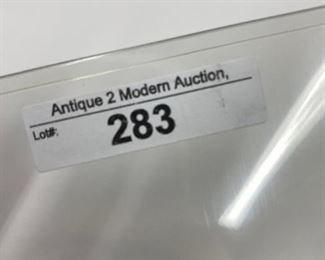 Antique 2 Modern Auction,
Lot#: 283